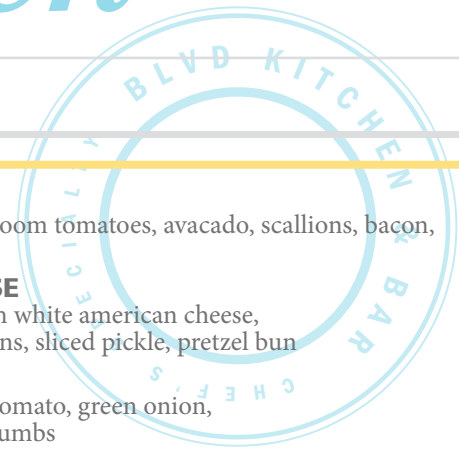 BLVD KITCHEN & BAR
oom tomatoes, avacado, scallions, bacon,
SE
n white american cheese,
ns, sliced pickle, pretzel bun
omato, green onion,
umbs
CHEF'S
ECIALLY